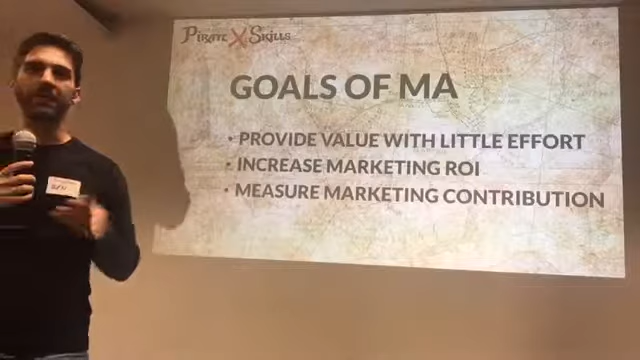 PIRATE X SKILLS
GOALS OF MA
• PROVIDE VALUE WITH LITTLE EFFORT
• INCREASE MARKETING ROI
• MEASURE MARKETING CONTRIBUTION